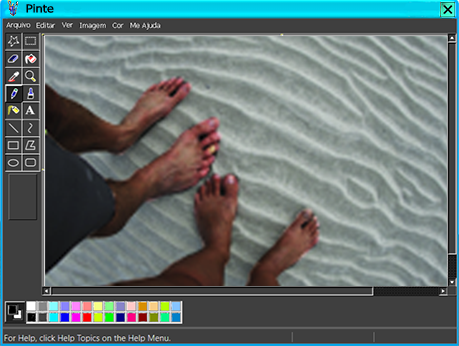 Pinte
Arquivo Editar Ver Imagem Cor Me Ajuda
A
For Help, click Help Topics on the Help Menu.